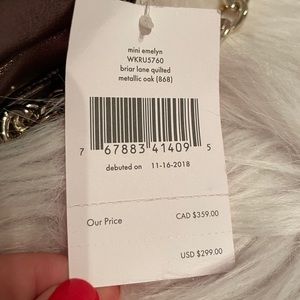 mini emelyn
WKRU5760
briar lane quilted
metallic oak (868)
7 67883 41409 5
debuted on 11-16-2018
Our Price CAD $359.00
USD $299.00